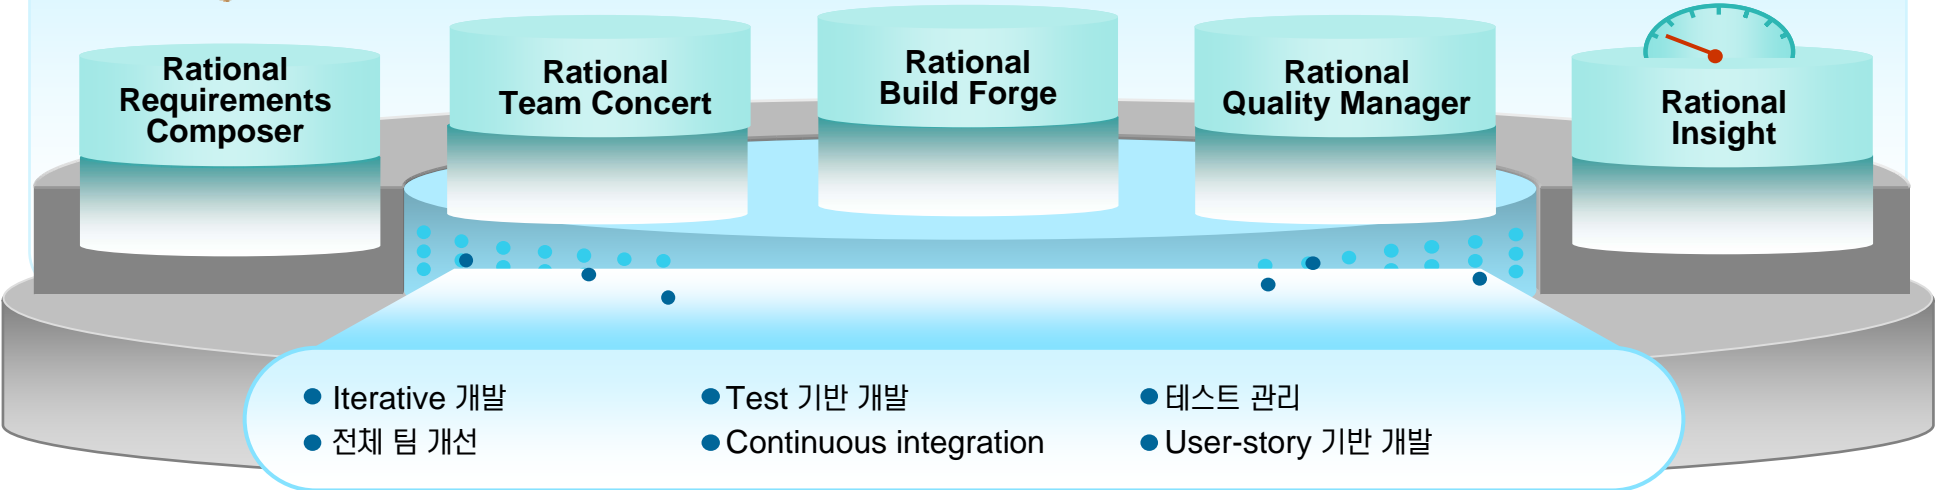 Rational
Requirements
Composer
Rational
Team Concert
Rational
Build Forge
Rational
Quality Manager
Rational
Insight
Iterative 개발
Test 기반 개발
테스트 관리
전체 팀 개선
Continuous integration
User-story 기반 개발